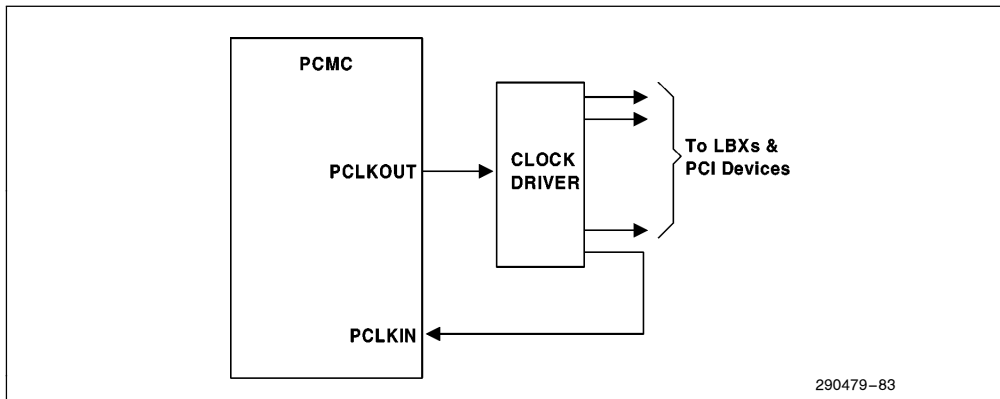 PCMC
PCLKOUT
CLOCK
DRIVER
To LBXs &
PCI Devices
PCLKIN
290479–83